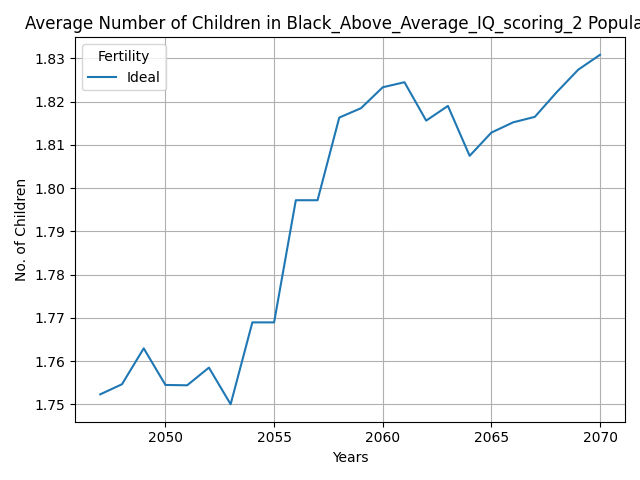 Average Number of Children in Black_Above_Average_IQ_scoring_2 Popula
1.83
1.82
1.81
1.80
1.79
1.78
1.77
1.76
1.75
No. of Children
Fertility
Ideal
2050 2055 2060 2065 2070
Years